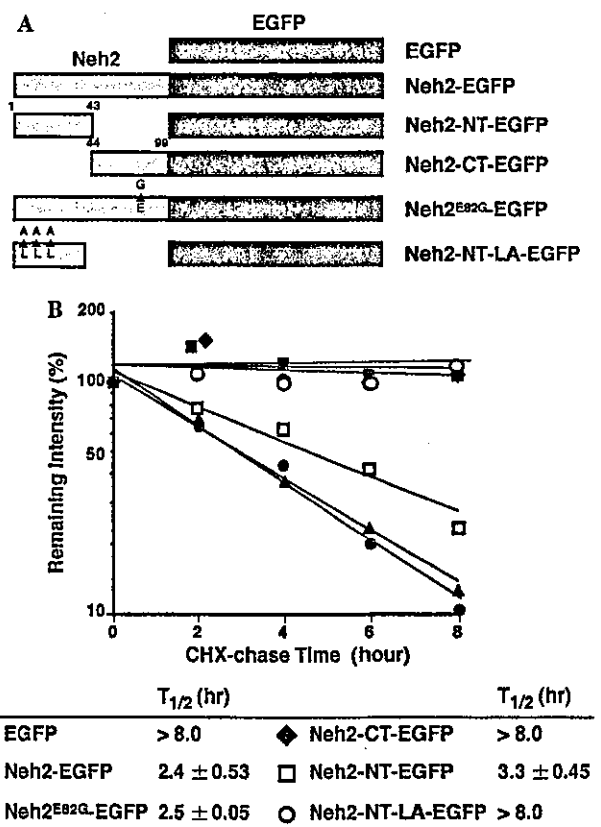 A
EGFP
EGFP
Neh2
Neh2-EGFP
1 43
Neh2-NT-EGFP
44 99
Neh2-CT-EGFP
G
E
Neh2E82G-EGFP
A A A
L L L
Neh2-NT-LA-EGFP
B
200
100
50
10
Remaining Intensity (%)
0 2 4 6 8
CHX-chase Time (hour)
T1/2 (hr) T1/2 (hr)
EGFP > 8.0 Neh2-CT-EGFP > 8.0
Neh2-EGFP 2.4 ± 0.53 Neh2-NT-EGFP 3.3 ± 0.45
Neh2E82G-EGFP 2.5 ± 0.05 Neh2-NT-LA-EGFP > 8.0